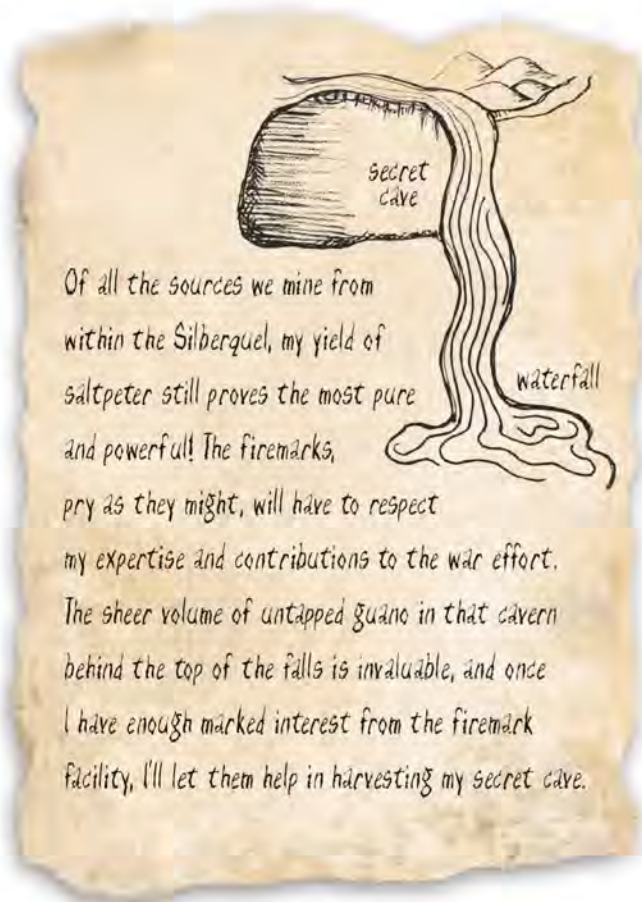 secret
cave
Of all the sources we mine from
within the Silberquel, my yield of
saltpeter still proves the most pure
waterfall
and powerful! The firemarks,
pry as they might, will have to respect
my expertise and contributions to the war effort.
The sheer volume of untapped guano in that cavern
behind the top of the falls is invaluable, and once
I have enough marked interest from the firemark
facility, I'll let them help in harvesting my secret cave.